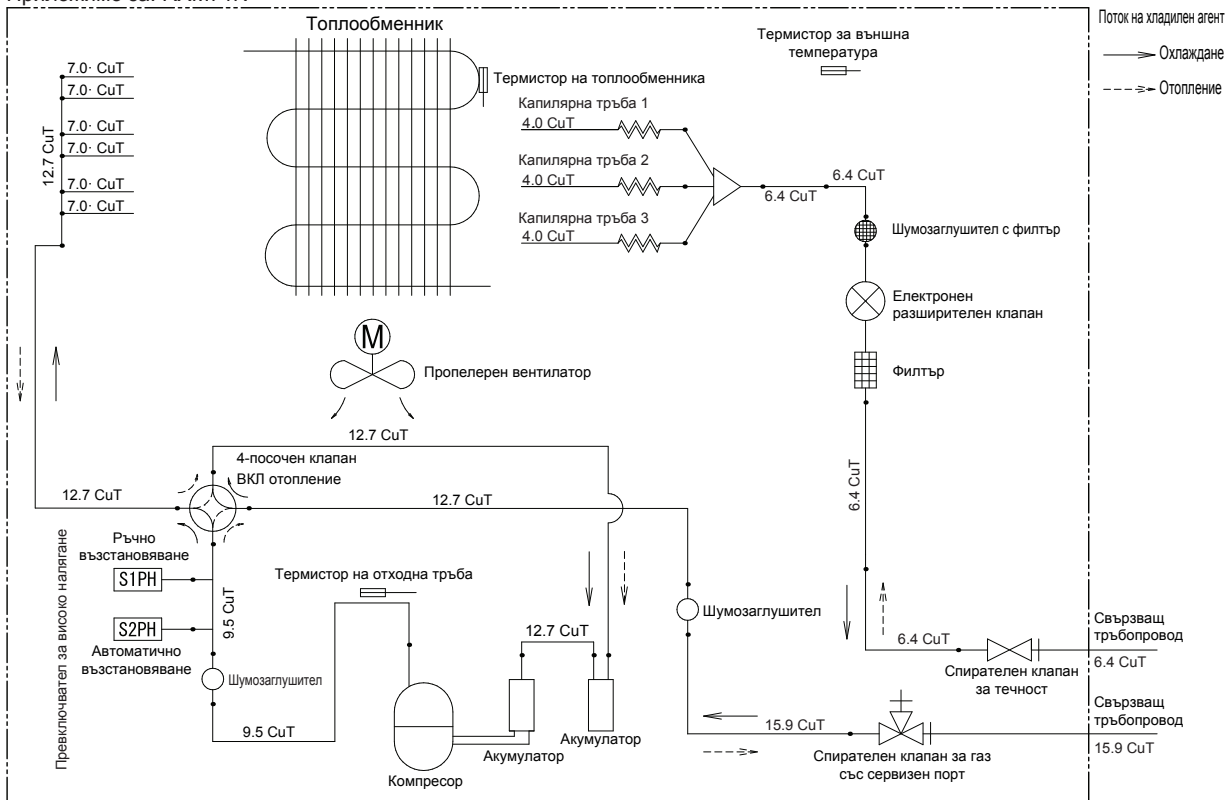 Топлообменник
Термистор за външна
температура
Поток на хладилен агент
Охлаждане
Отопление
7.0· CuT
7.0· CuT
7.0· CuT
7.0· CuT
7.0· CuT
7.0· CuT
12.7 CuT
Термистор на топлообменника
Капилярна тръба 1
4.0 CuT
Капилярна тръба 2
4.0 CuT
Капилярна тръба 3
4.0 CuT
6.4 CuT
6.4 CuT
Шумозаглушител с филтър
Електронен
разширителен клапан
Филтър
M
Пропелерен вентилатор
12.7 CuT
4-посочен клапан
ВКЛ отопление
12.7 CuT
12.7 CuT
6.4 CuT
Превключвател за високо налягане
Ръчно
възстановяване
S1PH
S2PH
Автоматично
възстановяване
9.5 CuT
Шумозаглушител
9.5 CuT
Термистор на отходна тръба
12.7 CuT
Компресор
Акумулатор
Акумулатор
Шумозаглушител
6.4 CuT
Спирателен клапан
за течност
Свързващ
тръбопровод
6.4 CuT
15.9 CuT
Спирателен клапан за газ
със сервизен порт
Свързващ
тръбопровод
15.9 CuT